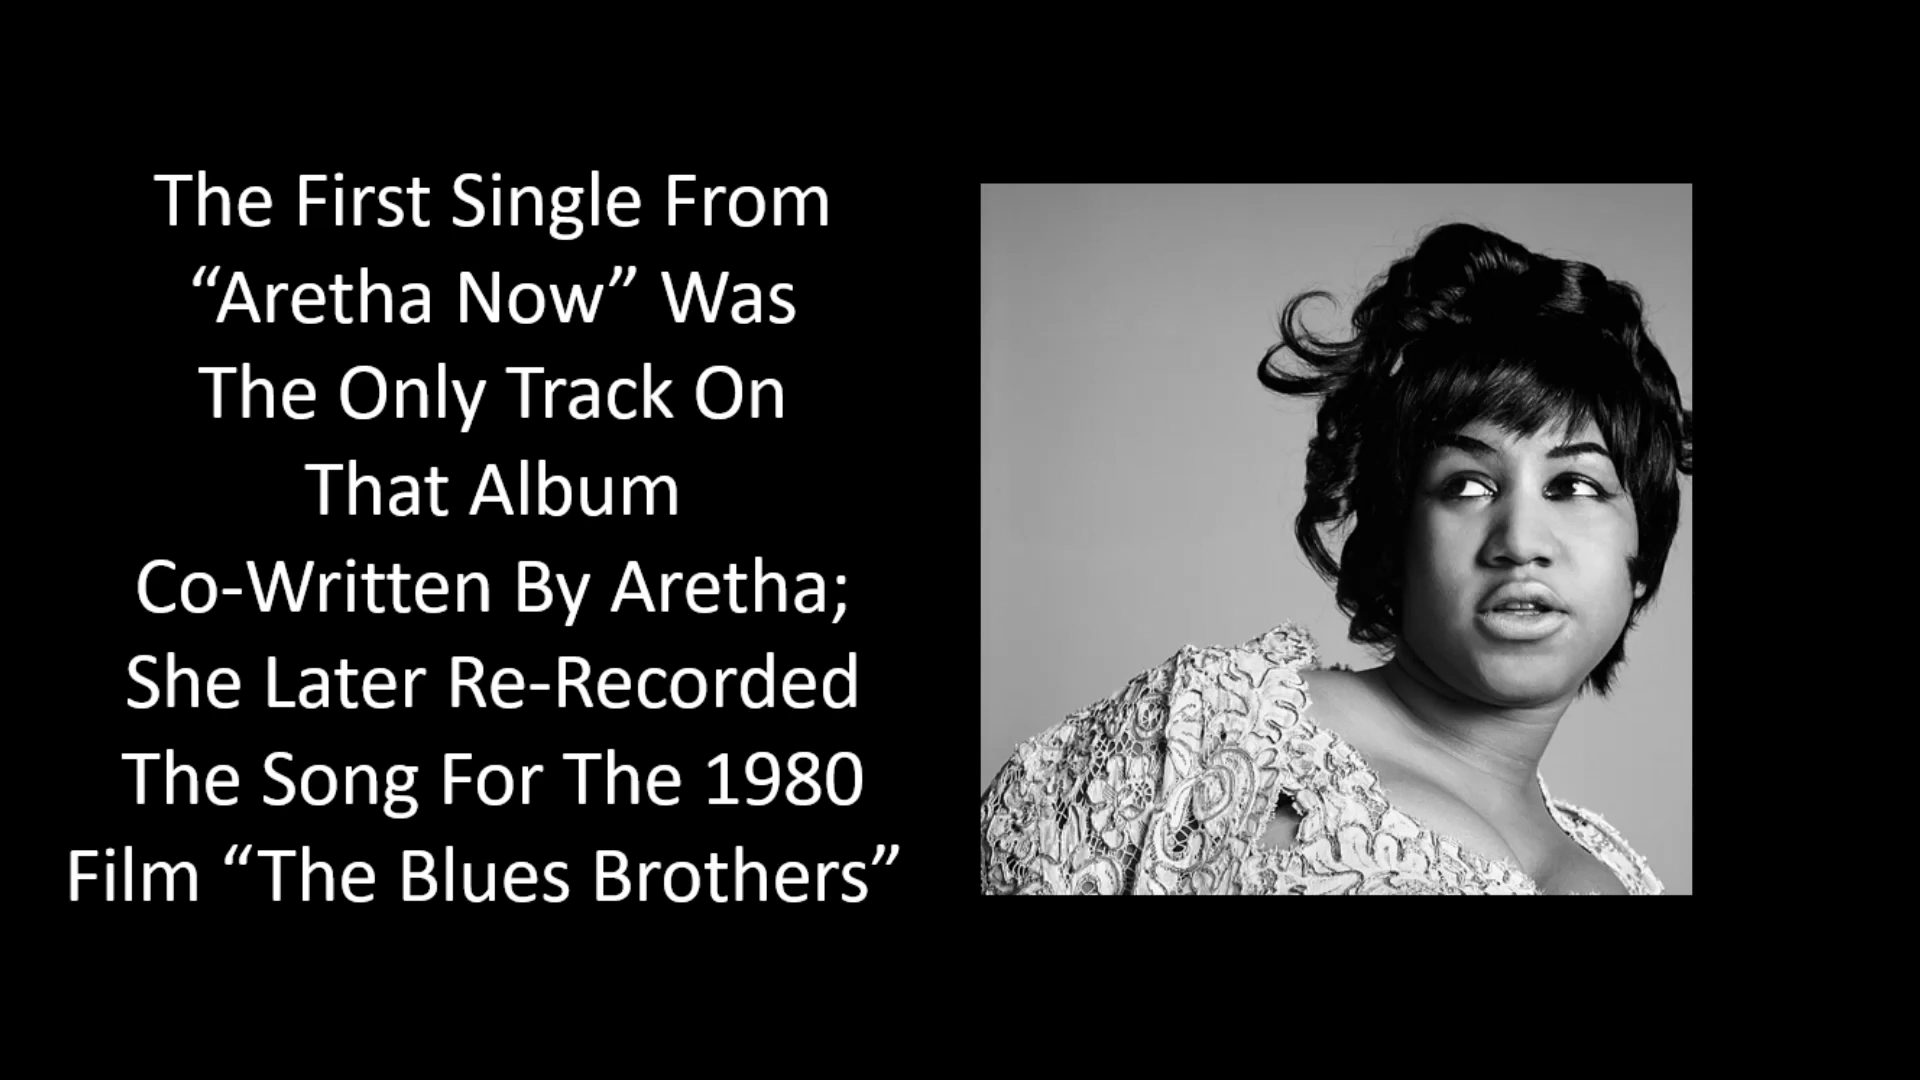 The First Single From
“Aretha Now” Was
The Only Track On
That Album
Co-Written By Aretha;
She Later Re-Recorded
The Song For The 1980
Film “The Blues Brothers”